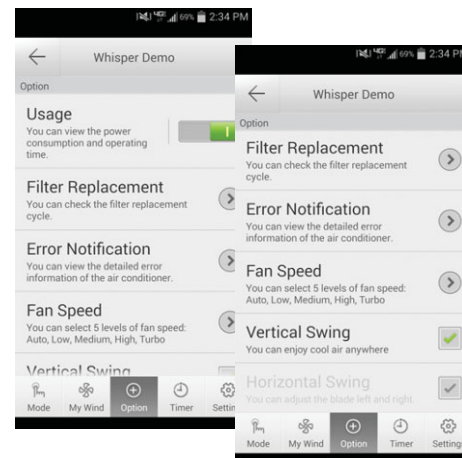 69% 2:34 PM
Whisper Demo
Option
Usage
You can view the power
consumption and operating
time.
Filter Replacement
You can check the filter replacement
cycle.
Error Notification
You can view the detailed error
information of the air conditioner.
Fan Speed
You can select 5 levels of fan speed:
Auto, Low, Medium, High, Turbo
Vertical Swing
Mode My Wind Option Timer Settin
69% 2:34 PM
Whisper Demo
Option
Filter Replacement
You can check the filter replacement
cycle.
Error Notification
You can view the detailed error
information of the air conditioner.
Fan Speed
You can select 5 levels of fan speed:
Auto, Low, Medium, High, Turbo
Vertical Swing
You can enjoy cool air anywhere
Horizontal Swing
You can adjust the blade left and right.
Mode My Wind Option Timer Settings